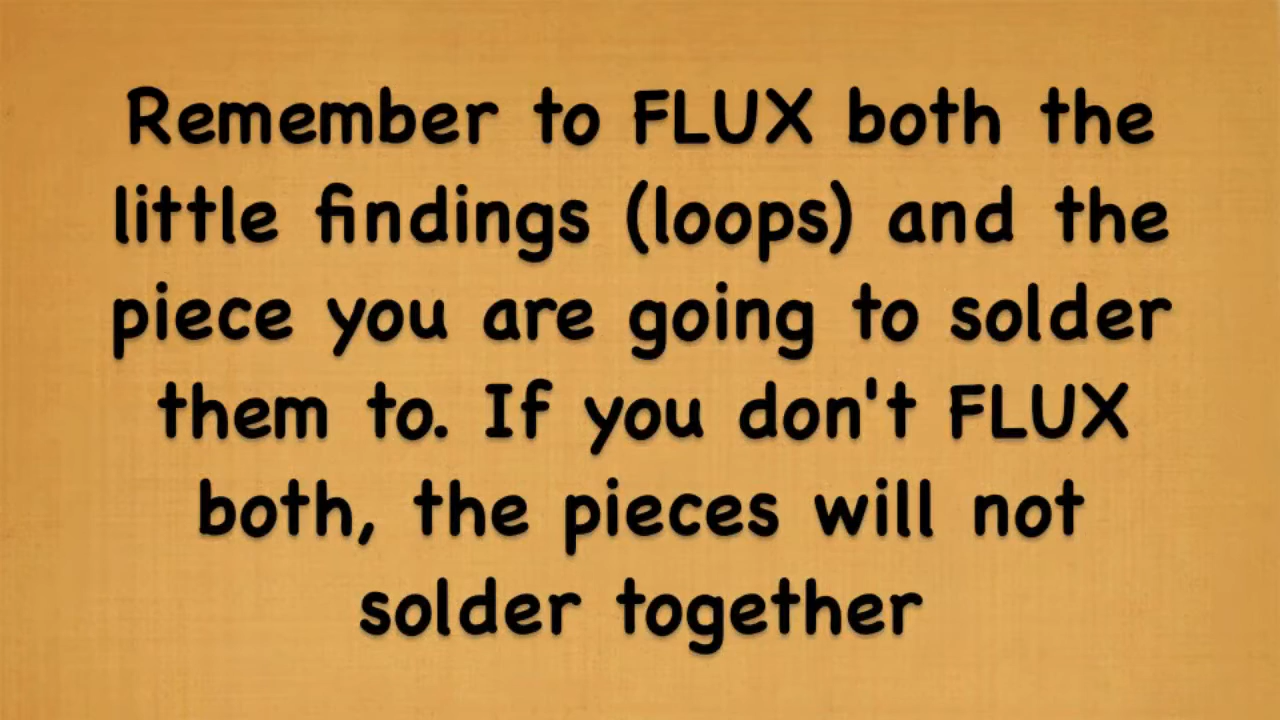 Remember to FLUX both the
little findings (loops) and the
piece you are going to solder
them to. If you don't FLUX
both, the pieces will not
solder together